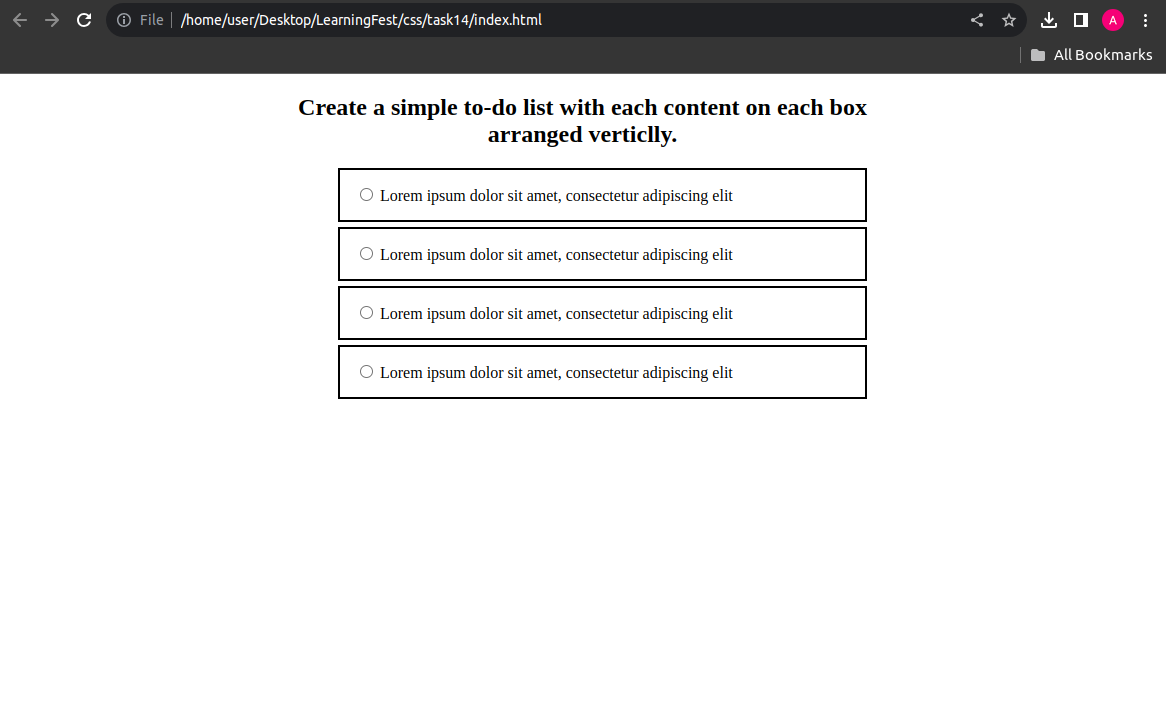 File /home/user/Desktop/LearningFest/css/task14/index.html
A
All Bookmarks
Create a simple to-do list with each content on each box
arranged verticlly.
Lorem ipsum dolor sit amet, consectetur adipiscing elit
Lorem ipsum dolor sit amet, consectetur adipiscing elit
Lorem ipsum dolor sit amet, consectetur adipiscing elit
Lorem ipsum dolor sit amet, consectetur adipiscing elit